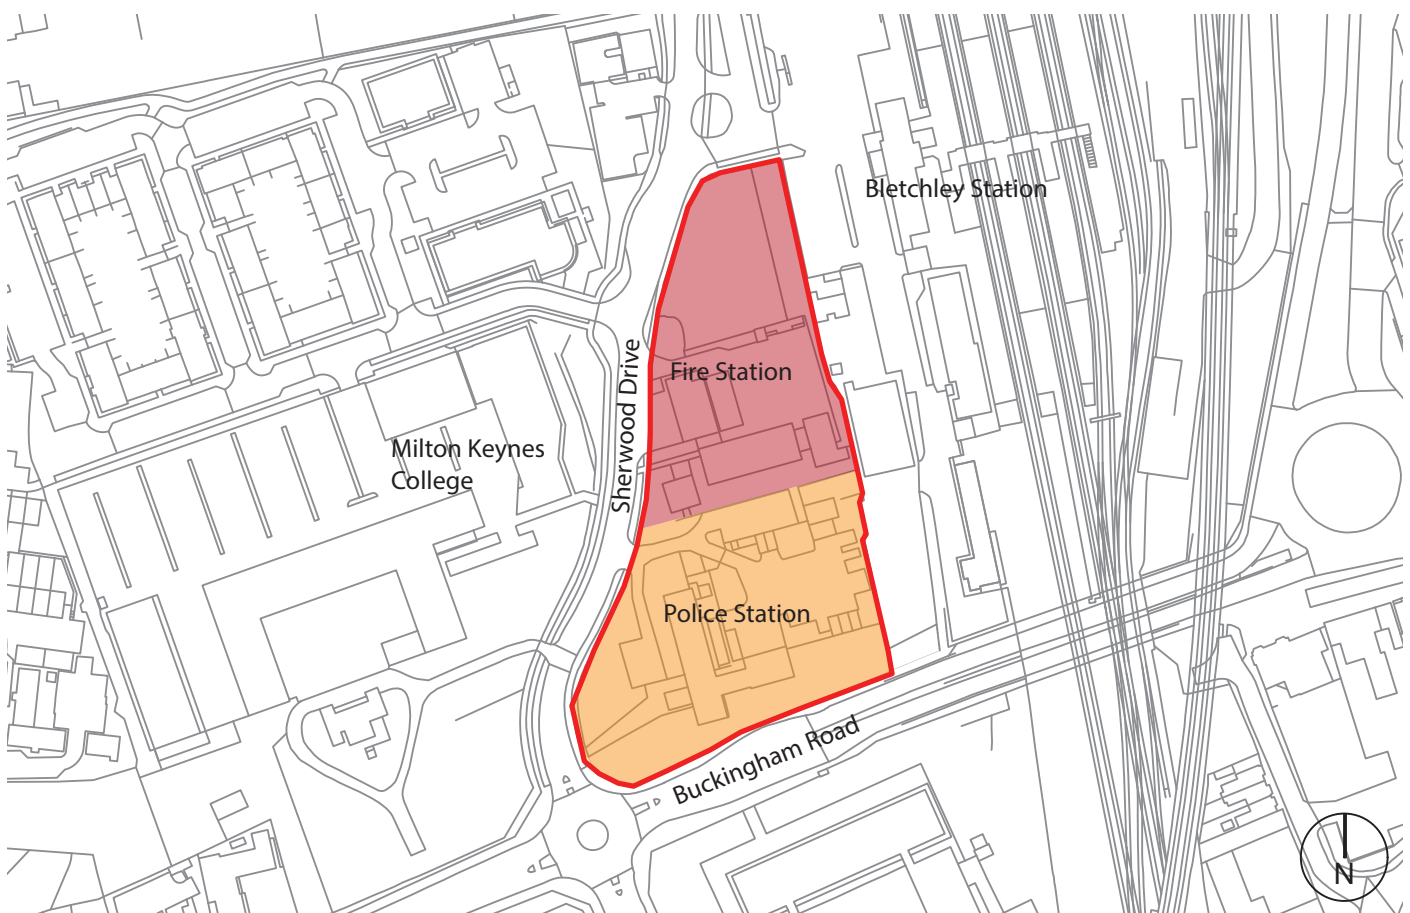 Bletchley Station
Fire Station
Sherwood Drive
Milton Keynes
College
Police Station
Buckingham Road
N